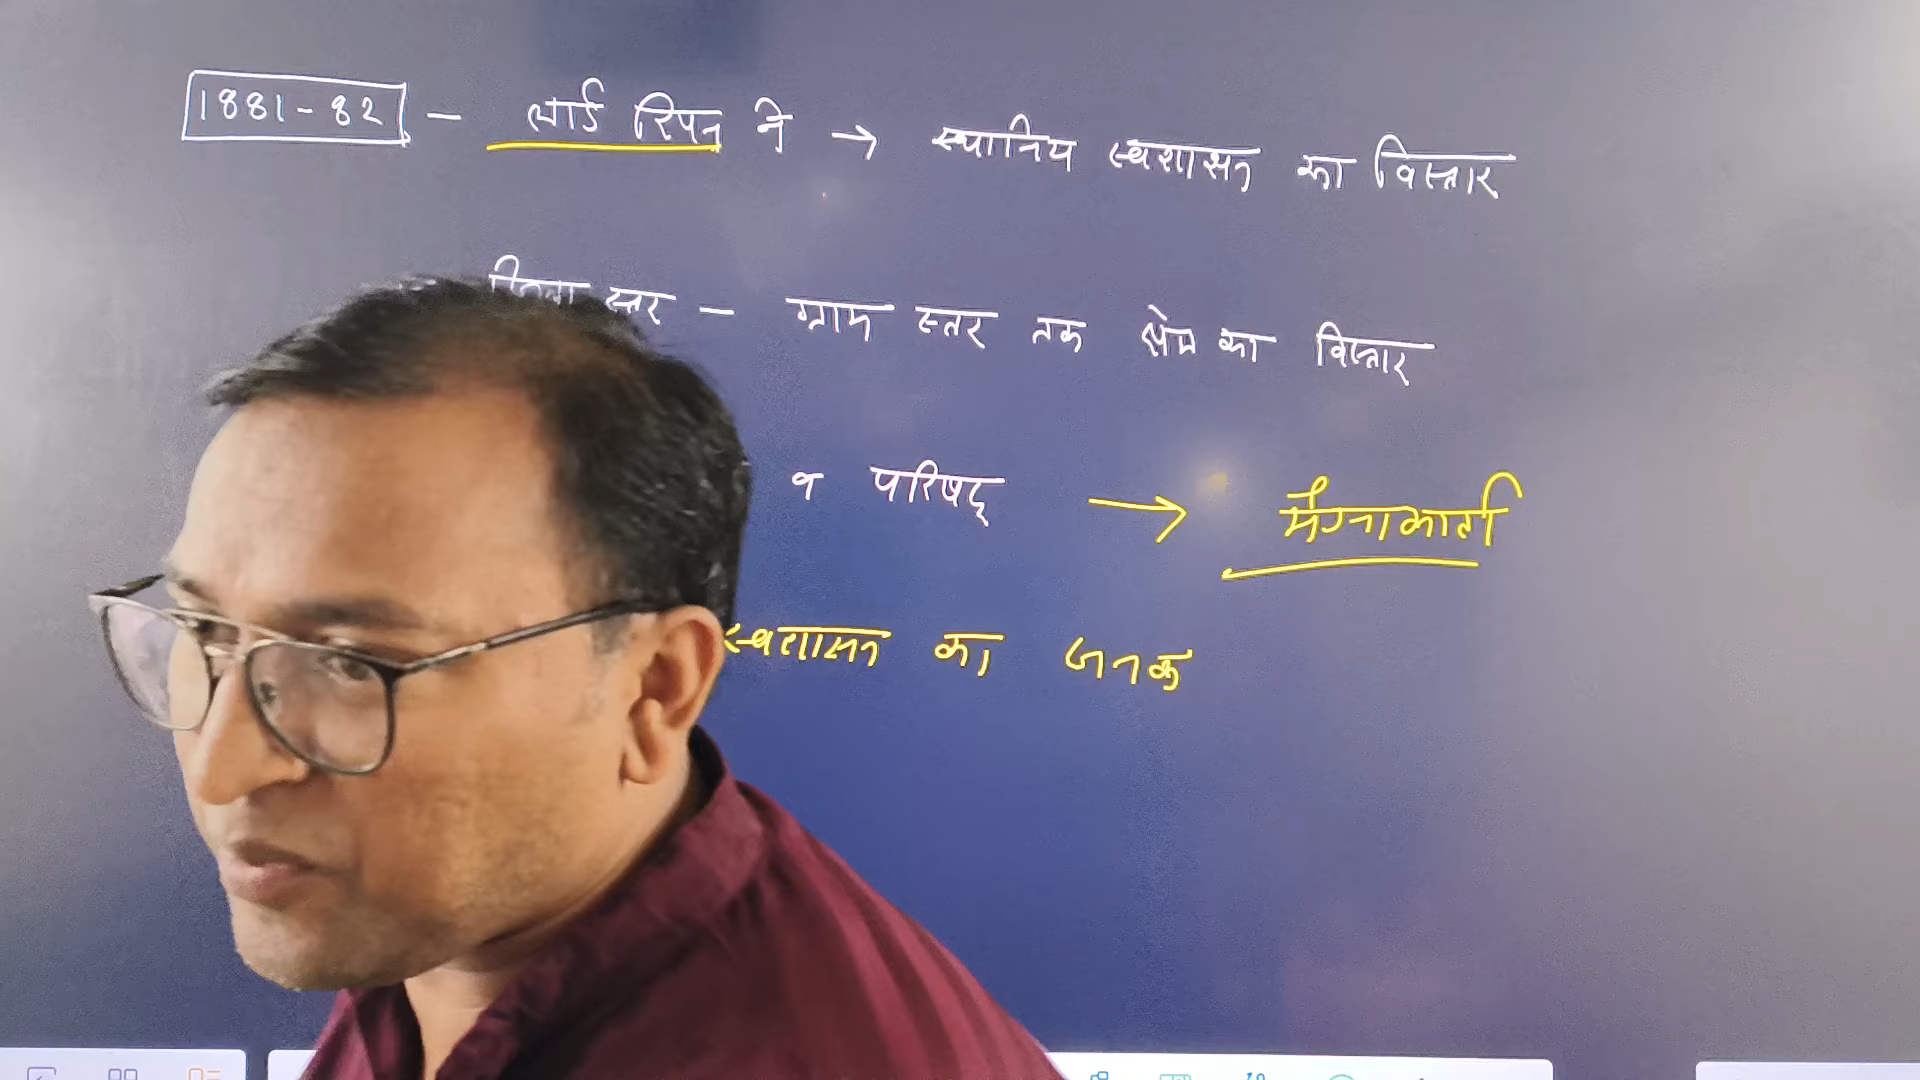 1881-82 - लार्ड रिपन ने → स्थानिय स्वशासन का विस्तार
स्तर - ग्राम स्तर तक क्षेत्र का विस्तार
व परिषद् → मैग्नाकार्टा
स्वशासन का जनक